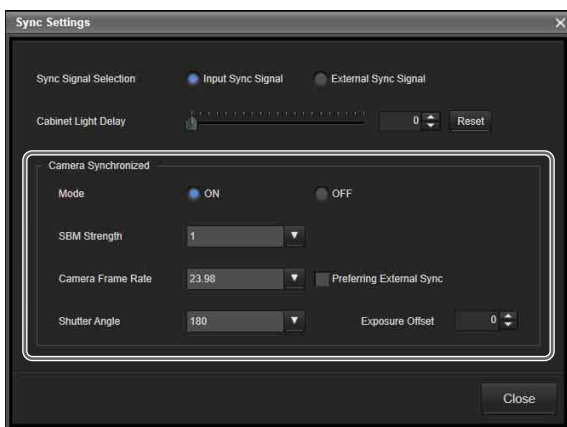 Sync Settings ×
Sync Signal Selection Input Sync Signal External Sync Signal
Cabinet Light Delay 0 Reset
Camera Synchronized
Mode ON OFF
SBM Strength 1
Camera Frame Rate 23.98 Preferring External Sync
Shutter Angle 180 Exposure Offset 0
Close